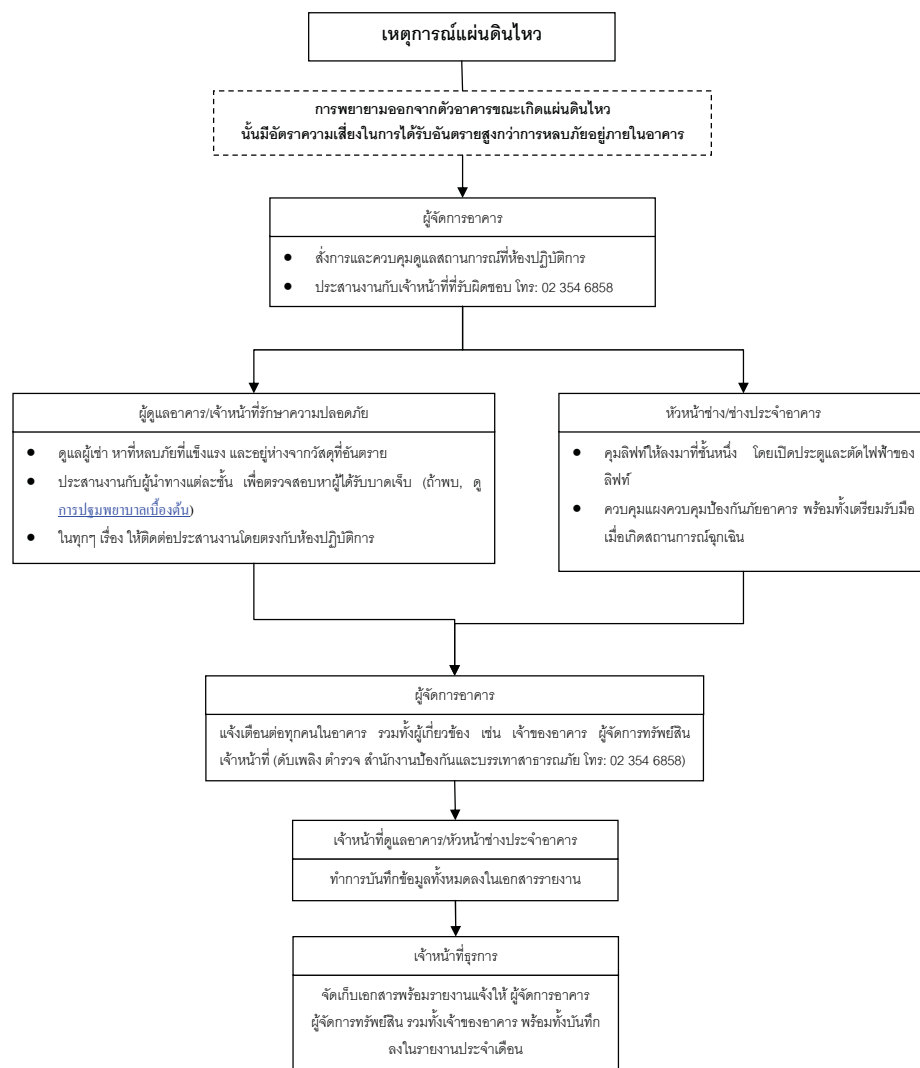 เหตุการณ์แผ่นดินไหว
การพยายามออกจากตัวอาคารขณะเกิดแผ่นดินไหว
นั้นมีอัตราความเสี่ยงในการได้รับอันตรายสูงกว่าการหลบภัยอยู่ภายในอาคาร
ผู้จัดการอาคาร
● สั่งการและควบคุมดูแลสถานการณ์ที่ห้องปฏิบัติการ
● ประสานงานกับเจ้าหน้าที่ที่รับผิดชอบ โทร: 02 354 6858
ผู้ดูแลอาคาร/เจ้าหน้าที่รักษาความปลอดภัย
● ดูแลผู้เช่า หาที่หลบภัยที่แข็งแรง และอยู่ห่างจากวัสดุที่อันตราย
● ประสานงานกับผู้นำทางแต่ละชั้น เพื่อตรวจสอบหาผู้ได้รับบาดเจ็บ (ถ้าพบ, ดู
การปฐมพยาบาลเบื้องต้น)
● ในทุกๆ เรื่อง ให้ติดต่อประสานงานโดยตรงกับห้องปฏิบัติการ
หัวหน้าช่าง/ช่างประจำอาคาร
● คุมลิฟท์ให้ลงมาที่ชั้นหนึ่ง โดยเปิดประตูและตัดไฟฟ้าของ
ลิฟท์
● ควบคุมแผงควบคุมป้องกันภัยอาคาร พร้อมทั้งเตรียมรับมือ
เมื่อเกิดสถานการณ์ฉุกเฉิน
ผู้จัดการอาคาร
แจ้งเตือนต่อทุกคนในอาคาร รวมทั้งผู้เกี่ยวข้อง เช่น เจ้าของอาคาร ผู้จัดการทรัพย์สิน
เจ้าหน้าที่ (ดับเพลิง ตำรวจ สำนักงานป้องกันและบรรเทาสาธารณภัย โทร: 02 354 6858)
เจ้าหน้าที่ดูแลอาคาร/หัวหน้าช่างประจำอาคาร
ทำการบันทึกข้อมูลทั้งหมดลงในเอกสารรายงาน
เจ้าหน้าที่ธุรการ
จัดเก็บเอกสารพร้อมรายงานแจ้งให้ ผู้จัดการอาคาร
ผู้จัดการทรัพย์สิน รวมทั้งเจ้าของอาคาร พร้อมทั้งบันทึก
ลงในรายงานประจำเดือน